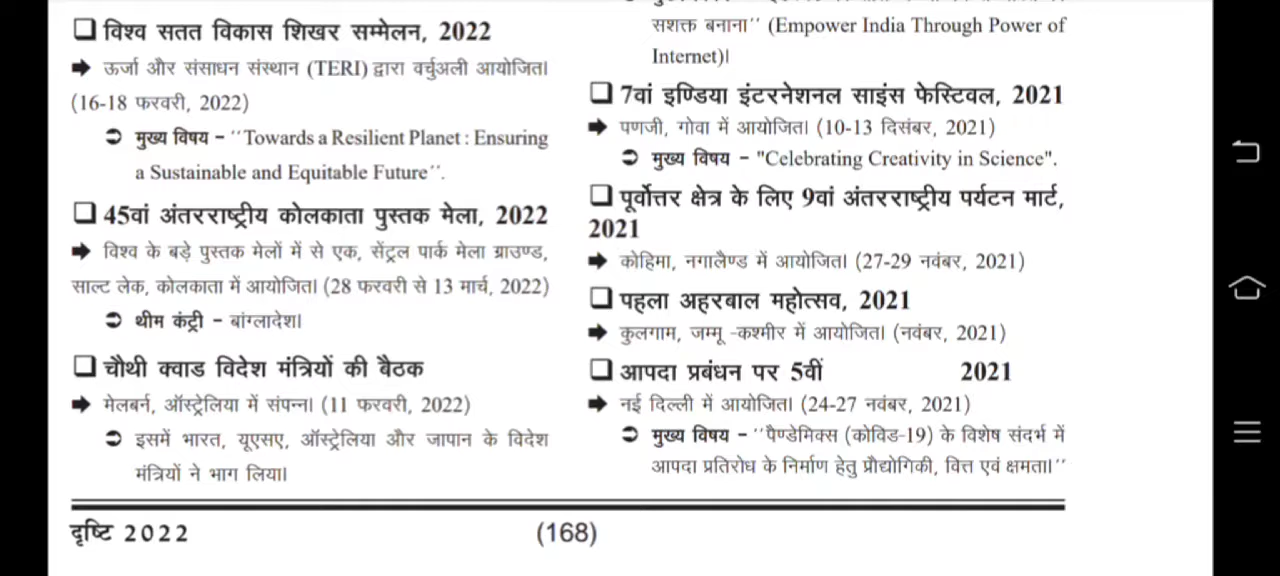 ❑ विश्व सतत विकास शिखर सम्मेलन, 2022
➡ ऊर्जा और संसाधन संस्थान (TERI) द्वारा वर्चुअली आयोजित।
(16-18 फरवरी, 2022)
➲ मुख्य विषय – ''Towards a Resilient Planet : Ensuring
a Sustainable and Equitable Future''.
❑ 45वां अंतरराष्ट्रीय कोलकाता पुस्तक मेला, 2022
➡ विश्व के बड़े पुस्तक मेलों में से एक, सेंट्रल पार्क मेला ग्राउण्ड,
साल्ट लेक, कोलकाता में आयोजित। (28 फरवरी से 13 मार्च, 2022)
➲ थीम कंट्री – बांग्लादेश।
❑ चौथी क्वाड विदेश मंत्रियों की बैठक
➡ मेलबर्न, ऑस्ट्रेलिया में संपन्न। (11 फरवरी, 2022)
➲ इसमें भारत, यूएसए, ऑस्ट्रेलिया और जापान के विदेश
मंत्रियों ने भाग लिया।
सशक्त बनाना'' (Empower India Through Power of
Internet)।
❑ 7वां इण्डिया इंटरनेशनल साइंस फेस्टिवल, 2021
➡ पणजी, गोवा में आयोजित। (10-13 दिसंबर, 2021)
➲ मुख्य विषय – "Celebrating Creativity in Science".
❑ पूर्वोत्तर क्षेत्र के लिए 9वां अंतरराष्ट्रीय पर्यटन मार्ट,
2021
➡ कोहिमा, नगालैण्ड में आयोजित। (27-29 नवंबर, 2021)
❑ पहला अहरबाल महोत्सव, 2021
➡ कुलगाम, जम्मू -कश्मीर में आयोजित। (नवंबर, 2021)
❑ आपदा प्रबंधन पर 5वीं 2021
➡ नई दिल्ली में आयोजित। (24-27 नवंबर, 2021)
➲ मुख्य विषय – ''पैण्डेमिक्स (कोविड-19) के विशेष संदर्भ में
आपदा प्रतिरोध के निर्माण हेतु प्रौद्योगिकी, वित्त एवं क्षमता।''
दृष्टि 2022
(168)